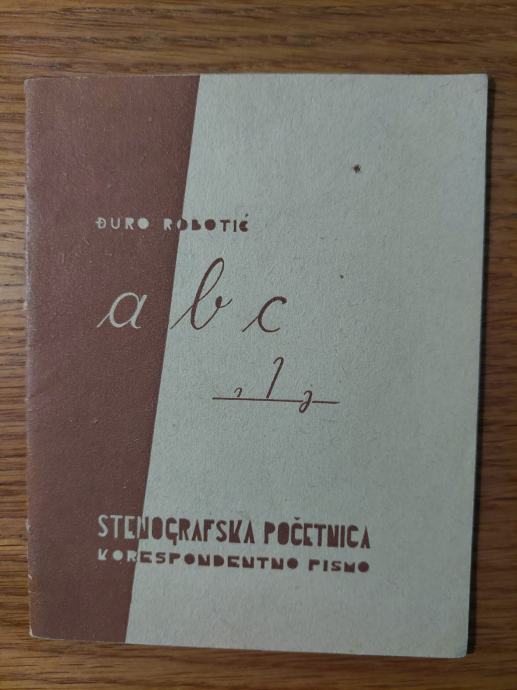 ĐURO ROBOTIĆ
a b c
STENOGRAFSKA POČETNICA
KORESPONDENTNO PISMO